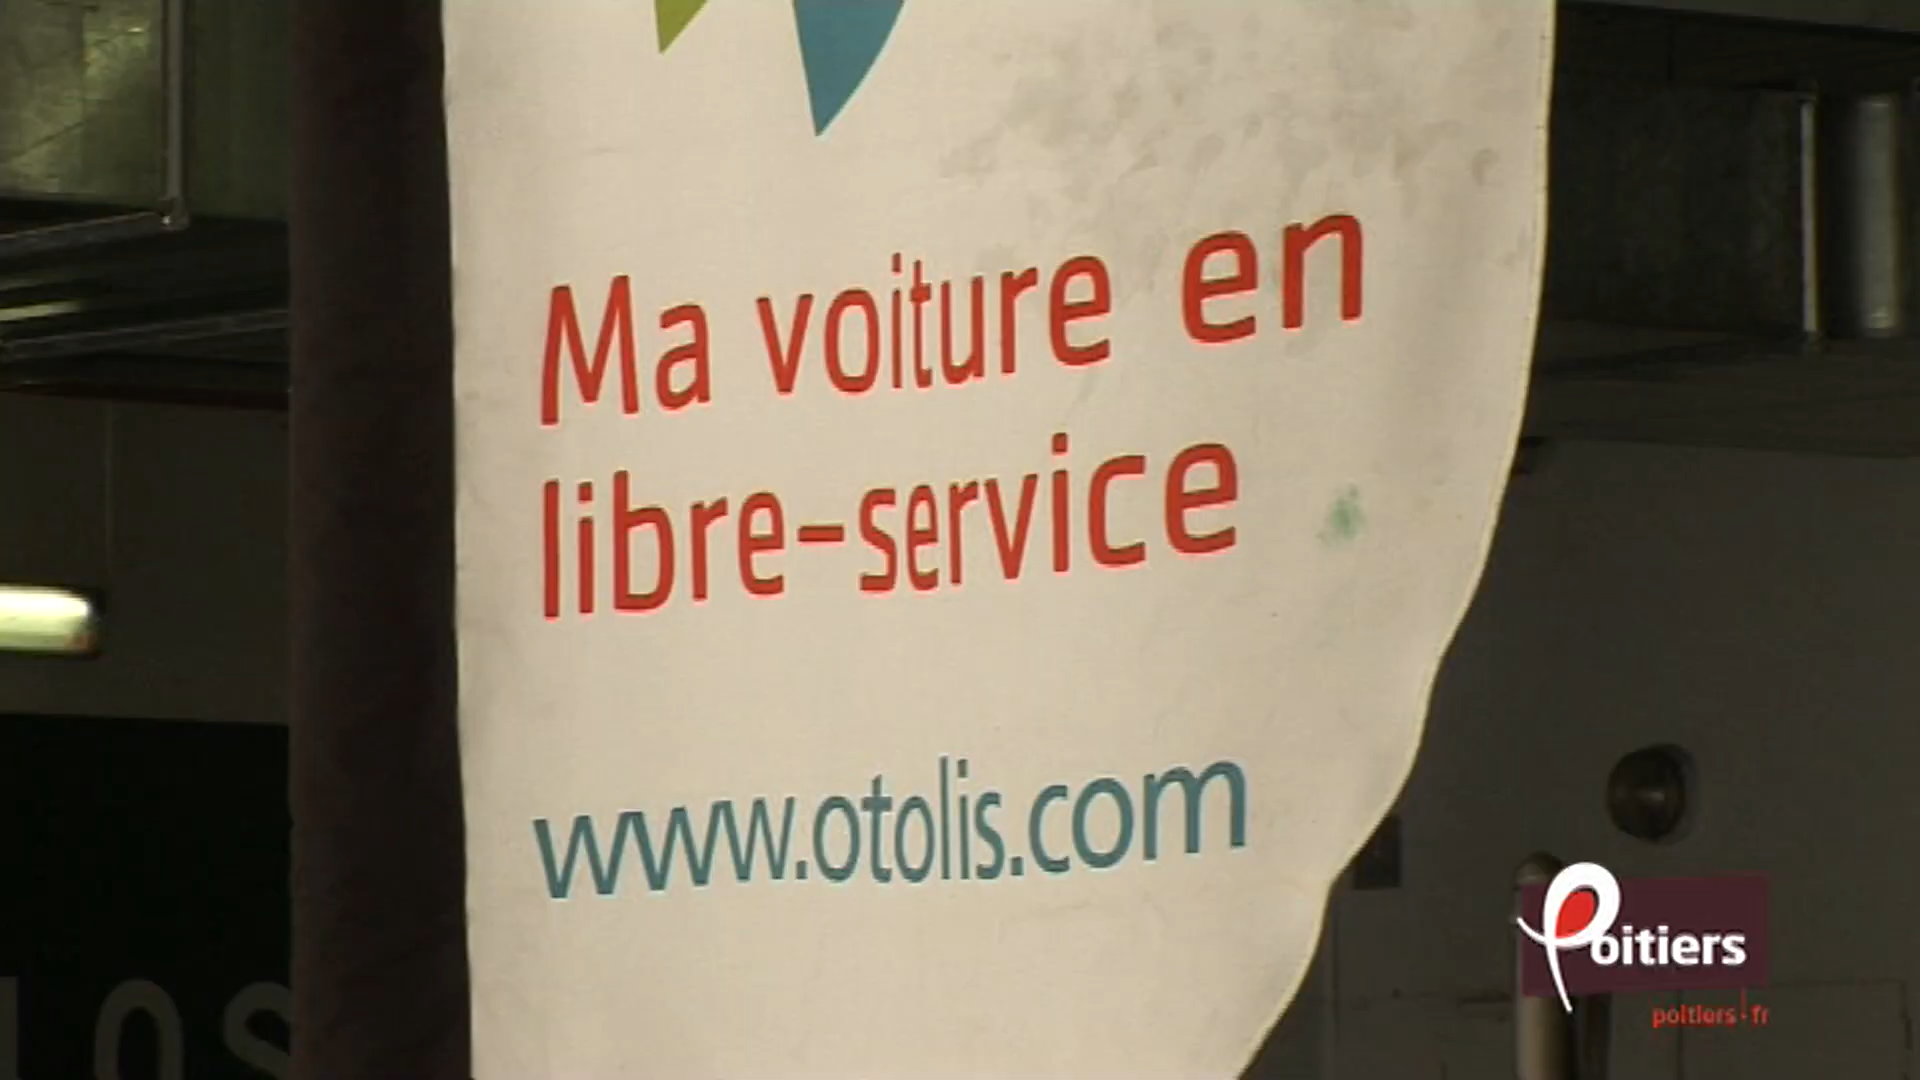 Ma voiture en
libre-service
www.otolis.com
Poitiers
poitiers.fr